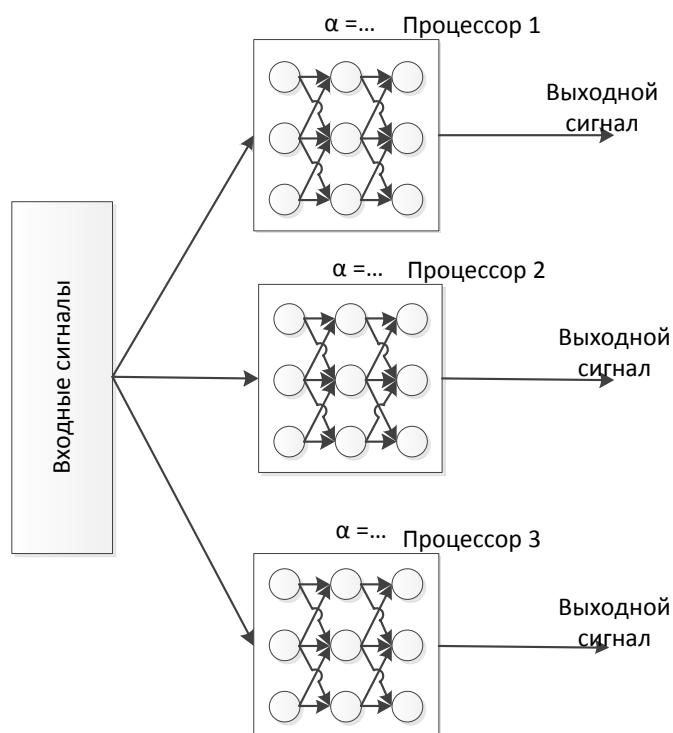 α =... Процессор 1
Выходной
сигнал
Входные сигналы
α =... Процессор 2
Выходной
сигнал
α =... Процессор 3
Выходной
сигнал